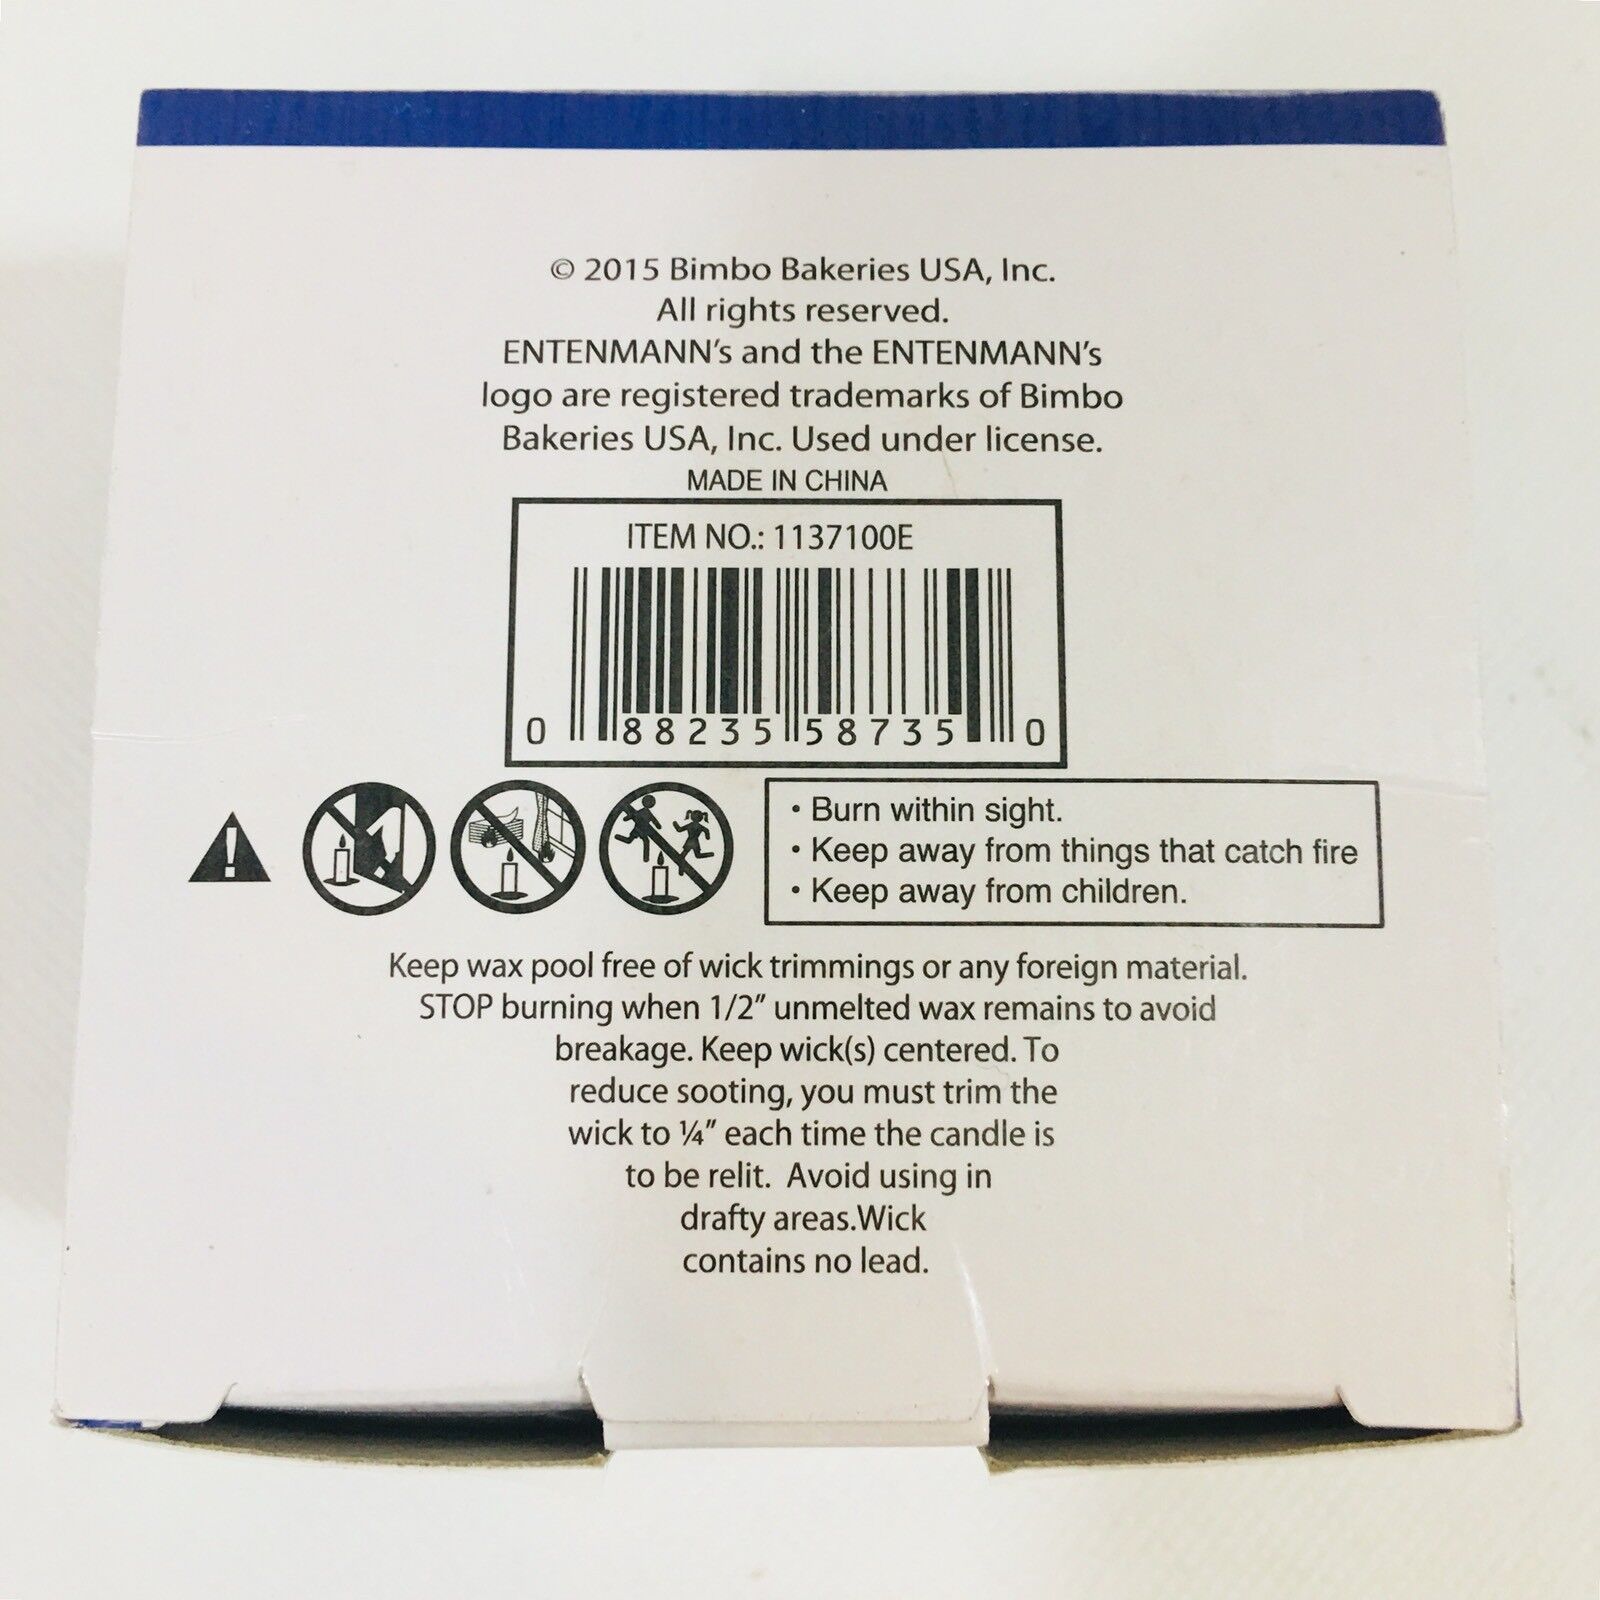 © 2015 Bimbo Bakeries USA, Inc.
All rights reserved.
ENTENMANN's and the ENTENMANN's
logo are registered trademarks of Bimbo
Bakeries USA, Inc. Used under license.
MADE IN CHINA
ITEM NO.: 1137100E
0 88235 58735 0
• Burn within sight.
• Keep away from things that catch fire
• Keep away from children.
Keep wax pool free of wick trimmings or any foreign material.
STOP burning when 1/2" unmelted wax remains to avoid
breakage. Keep wick(s) centered. To
reduce sooting, you must trim the
wick to ¼" each time the candle is
to be relit. Avoid using in
drafty areas.Wick
contains no lead.